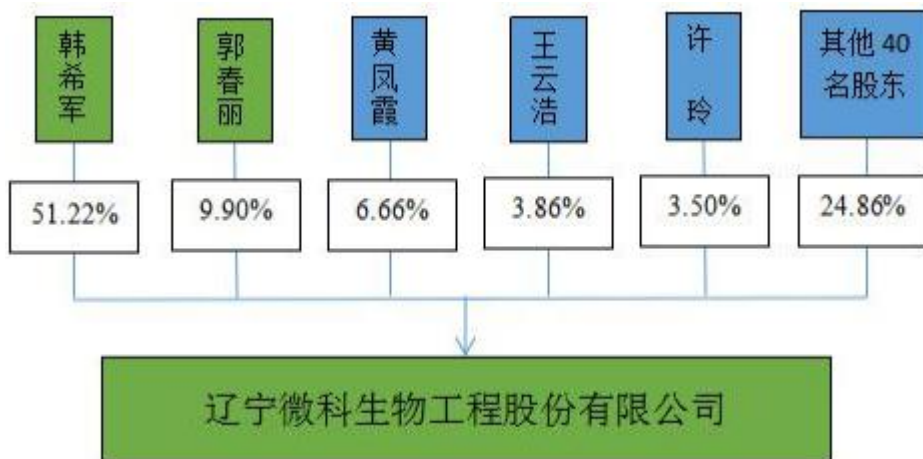 韩希军
郭春丽
黄凤霞
王云浩
许玲
其他 40
名股东
51.22%
9.90%
6.66%
3.86%
3.50%
24.86%
辽宁微科生物工程股份有限公司